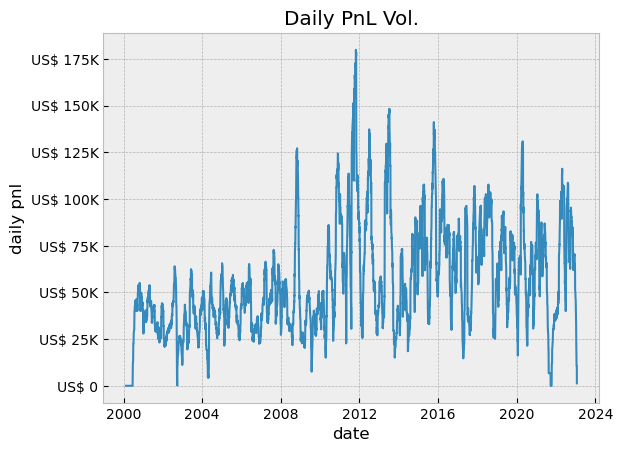 Daily PnL Vol.
US$ 175K
US$ 150K
US$ 125K
US$ 100K
US$ 75K
US$ 50K
US$ 25K
US$ 0
daily pnl
2000 2004 2008 2012 2016 2020 2024
date